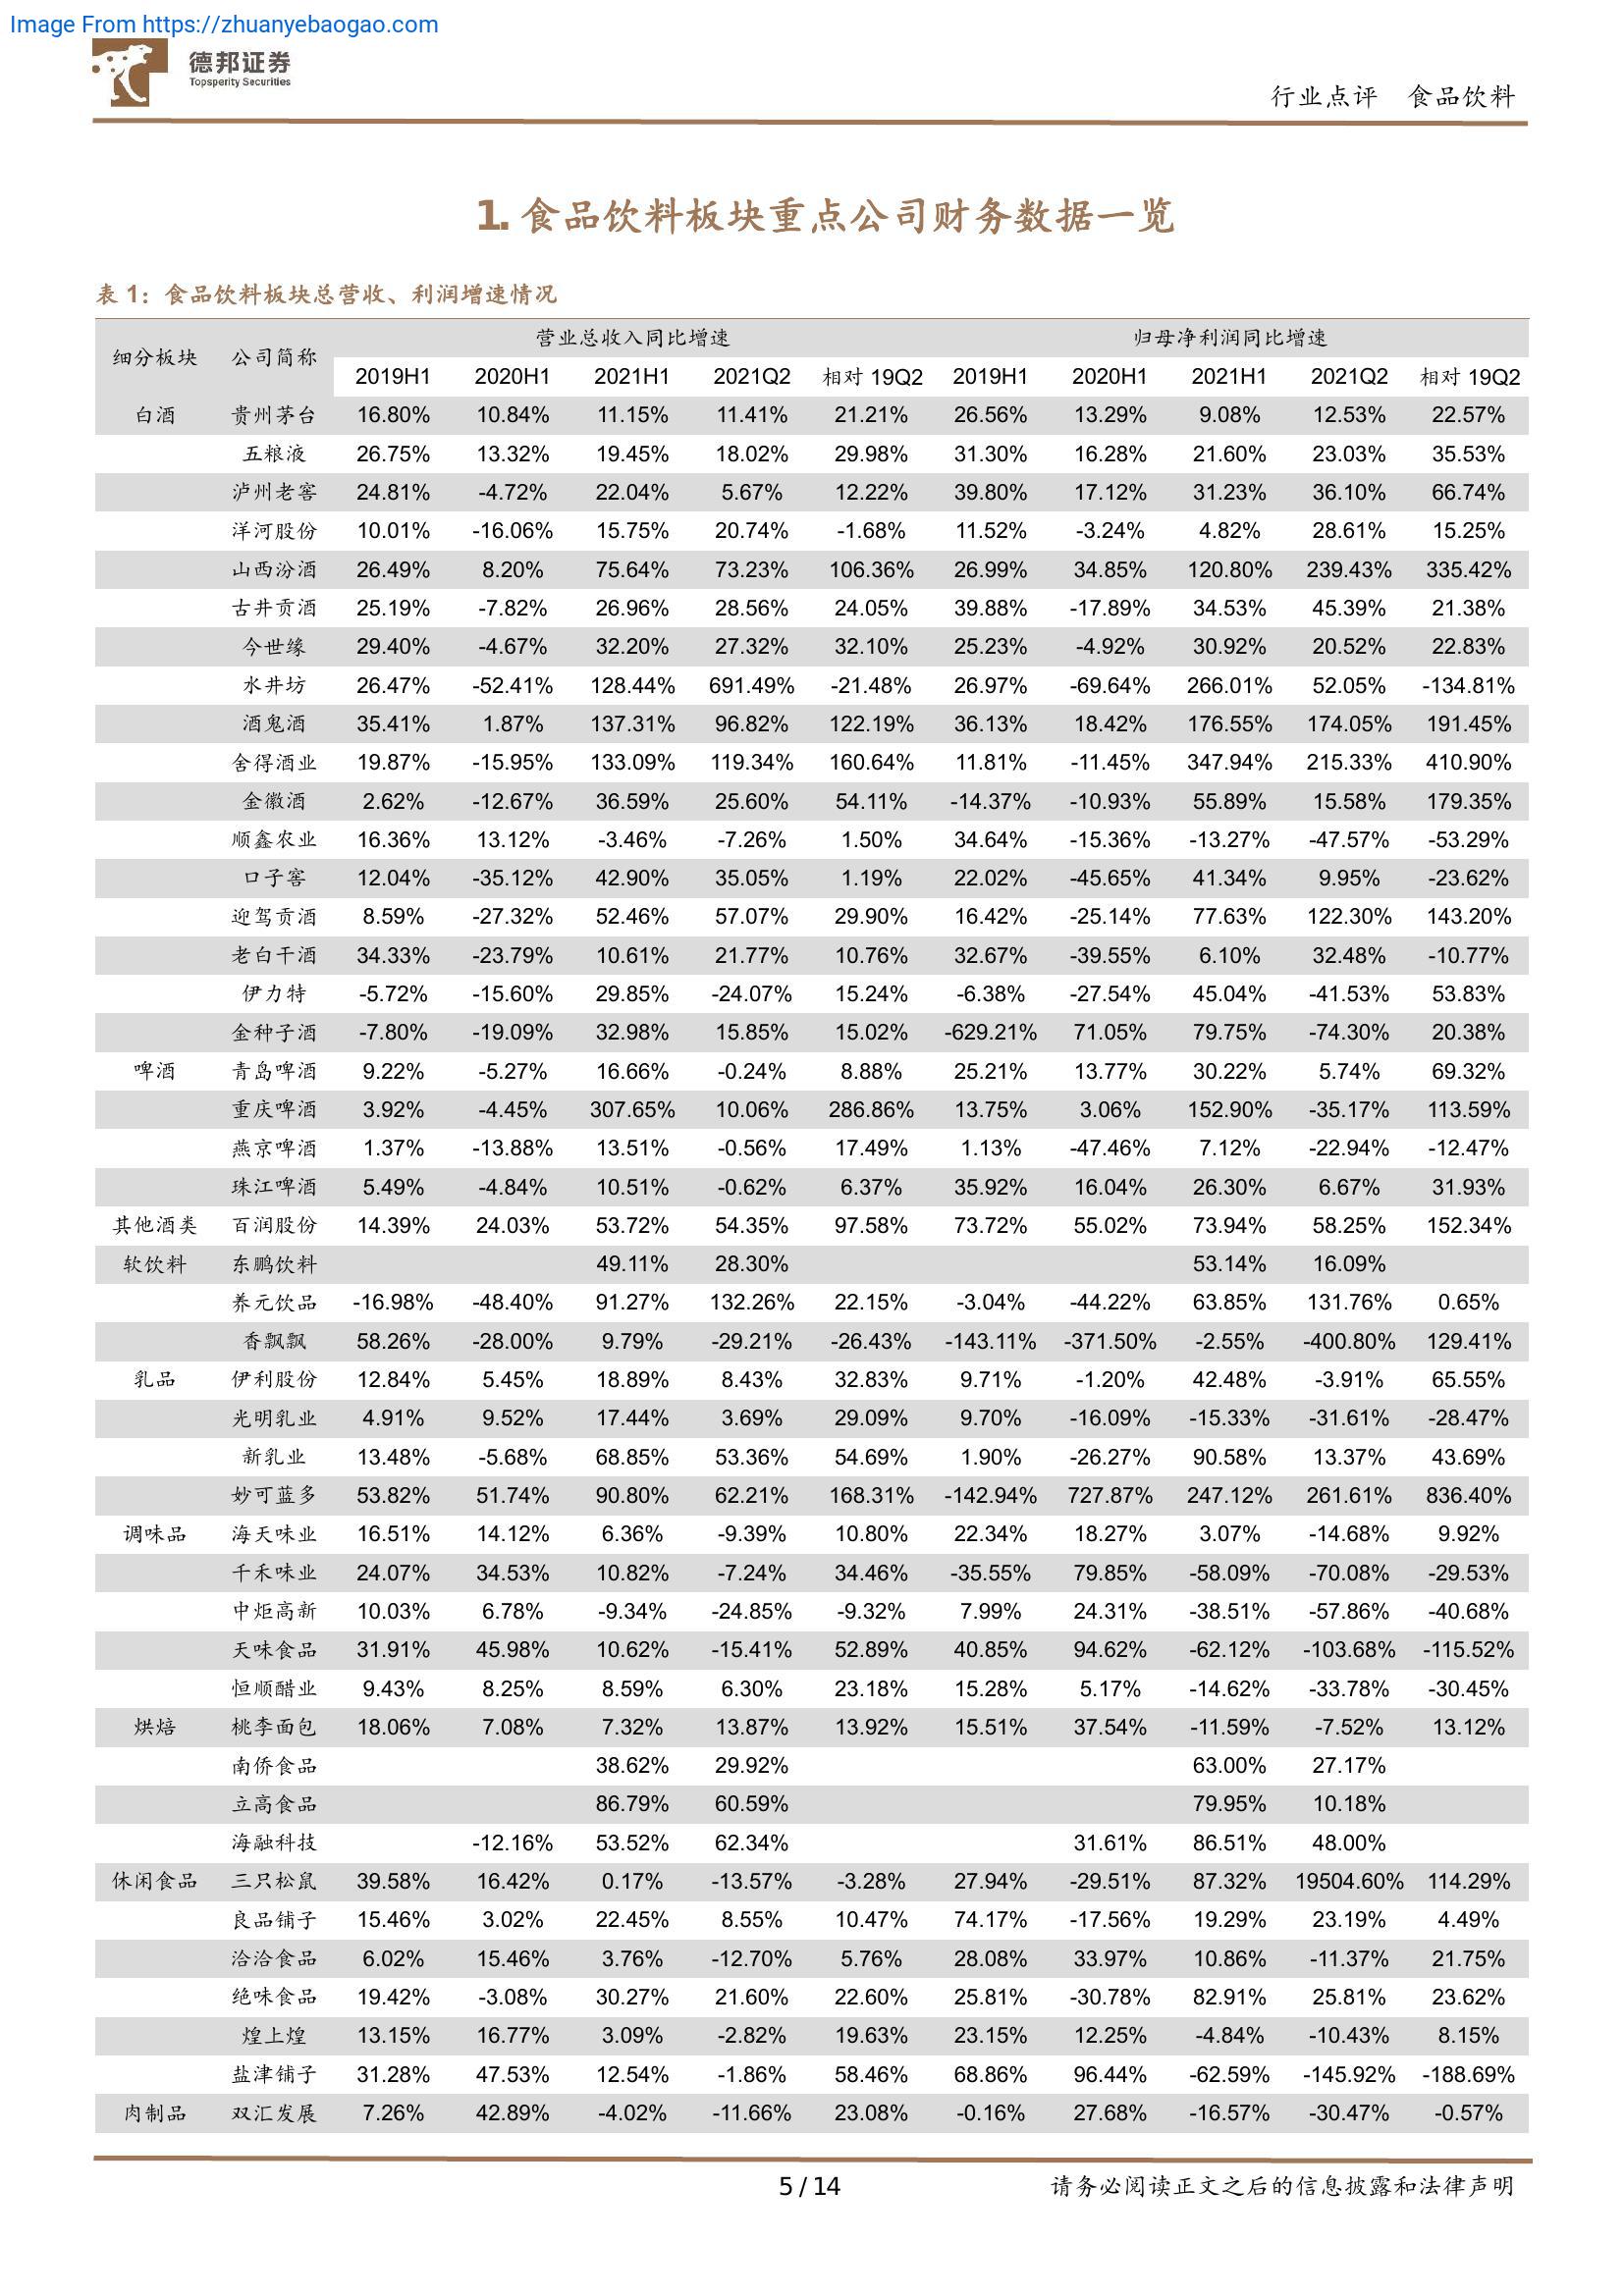 Image From https://zhuanyebaogao.com
德邦证券
Topsperity Securities
行业点评 食品饮料
1. 食品饮料板块重点公司财务数据一览
表 1：食品饮料板块总营收、利润增速情况
细分板块 公司简称 营业总收入同比增速 归母净利润同比增速
2019H1 2020H1 2021H1 2021Q2 相对 19Q2 2019H1 2020H1 2021H1 2021Q2 相对 19Q2
白酒 贵州茅台 16.80% 10.84% 11.15% 11.41% 21.21% 26.56% 13.29% 9.08% 12.53% 22.57%
五粮液 26.75% 13.32% 19.45% 18.02% 29.98% 31.30% 16.28% 21.60% 23.03% 35.53%
泸州老窖 24.81% -4.72% 22.04% 5.67% 12.22% 39.80% 17.12% 31.23% 36.10% 66.74%
洋河股份 10.01% -16.06% 15.75% 20.74% -1.68% 11.52% -3.24% 4.82% 28.61% 15.25%
山西汾酒 26.49% 8.20% 75.64% 73.23% 106.36% 26.99% 34.85% 120.80% 239.43% 335.42%
古井贡酒 25.19% -7.82% 26.96% 28.56% 24.05% 39.88% -17.89% 34.53% 45.39% 21.38%
今世缘 29.40% -4.67% 32.20% 27.32% 32.10% 25.23% -4.92% 30.92% 20.52% 22.83%
水井坊 26.47% -52.41% 128.44% 691.49% -21.48% 26.97% -69.64% 266.01% 52.05% -134.81%
酒鬼酒 35.41% 1.87% 137.31% 96.82% 122.19% 36.13% 18.42% 176.55% 174.05% 191.45%
舍得酒业 19.87% -15.95% 133.09% 119.34% 160.64% 11.81% -11.45% 347.94% 215.33% 410.90%
金徽酒 2.62% -12.67% 36.59% 25.60% 54.11% -14.37% -10.93% 55.89% 15.58% 179.35%
顺鑫农业 16.36% 13.12% -3.46% -7.26% 1.50% 34.64% -15.36% -13.27% -47.57% -53.29%
口子窖 12.04% -35.12% 42.90% 35.05% 1.19% 22.02% -45.65% 41.34% 9.95% -23.62%
迎驾贡酒 8.59% -27.32% 52.46% 57.07% 29.90% 16.42% -25.14% 77.63% 122.30% 143.20%
老白干酒 34.33% -23.79% 10.61% 21.77% 10.76% 32.67% -39.55% 6.10% 32.48% -10.77%
伊力特 -5.72% -15.60% 29.85% -24.07% 15.24% -6.38% -27.54% 45.04% -41.53% 53.83%
金种子酒 -7.80% -19.09% 32.98% 15.85% 15.02% -629.21% 71.05% 79.75% -74.30% 20.38%
啤酒 青岛啤酒 9.22% -5.27% 16.66% -0.24% 8.88% 25.21% 13.77% 30.22% 5.74% 69.32%
重庆啤酒 3.92% -4.45% 307.65% 10.06% 286.86% 13.75% 3.06% 152.90% -35.17% 113.59%
燕京啤酒 1.37% -13.88% 13.51% -0.56% 17.49% 1.13% -47.46% 7.12% -22.94% -12.47%
珠江啤酒 5.49% -4.84% 10.51% -0.62% 6.37% 35.92% 16.04% 26.30% 6.67% 31.93%
其他酒类 百润股份 14.39% 24.03% 53.72% 54.35% 97.58% 73.72% 55.02% 73.94% 58.25% 152.34%
软饮料 东鹏饮料 49.11% 28.30% 53.14% 16.09%
养元饮品 -16.98% -48.40% 91.27% 132.26% 22.15% -3.04% -44.22% 63.85% 131.76% 0.65%
香飘飘 58.26% -28.00% 9.79% -29.21% -26.43% -143.11% -371.50% -2.55% -400.80% 129.41%
乳品 伊利股份 12.84% 5.45% 18.89% 8.43% 32.83% 9.71% -1.20% 42.48% -3.91% 65.55%
光明乳业 4.91% 9.52% 17.44% 3.69% 29.09% 9.70% -16.09% -15.33% -31.61% -28.47%
新乳业 13.48% -5.68% 68.85% 53.36% 54.69% 1.90% -26.27% 90.58% 13.37% 43.69%
妙可蓝多 53.82% 51.74% 90.80% 62.21% 168.31% -142.94% 727.87% 247.12% 261.61% 836.40%
调味品 海天味业 16.51% 14.12% 6.36% -9.39% 10.80% 22.34% 18.27% 3.07% -14.68% 9.92%
千禾味业 24.07% 34.53% 10.82% -7.24% 34.46% -35.55% 79.85% -58.09% -70.08% -29.53%
中炬高新 10.03% 6.78% -9.34% -24.85% -9.32% 7.99% 24.31% -38.51% -57.86% -40.68%
天味食品 31.91% 45.98% 10.62% -15.41% 52.89% 40.85% 94.62% -62.12% -103.68% -115.52%
恒顺醋业 9.43% 8.25% 8.59% 6.30% 23.18% 15.28% 5.17% -14.62% -33.78% -30.45%
烘焙 桃李面包 18.06% 7.08% 7.32% 13.87% 13.92% 15.51% 37.54% -11.59% -7.52% 13.12%
南侨食品 38.62% 29.92% 63.00% 27.17%
立高食品 86.79% 60.59% 79.95% 10.18%
海融科技 -12.16% 53.52% 62.34% 31.61% 86.51% 48.00%
休闲食品 三只松鼠 39.58% 16.42% 0.17% -13.57% -3.28% 27.94% -29.51% 87.32% 19504.60% 114.29%
良品铺子 15.46% 3.02% 22.45% 8.55% 10.47% 74.17% -17.56% 19.29% 23.19% 4.49%
洽洽食品 6.02% 15.46% 3.76% -12.70% 5.76% 28.08% 33.97% 10.86% -11.37% 21.75%
绝味食品 19.42% -3.08% 30.27% 21.60% 22.60% 25.81% -30.78% 82.91% 25.81% 23.62%
煌上煌 13.15% 16.77% 3.09% -2.82% 19.63% 23.15% 12.25% -4.84% -10.43% 8.15%
盐津铺子 31.28% 47.53% 12.54% -1.86% 58.46% 68.86% 96.44% -62.59% -145.92% -188.69%
肉制品 双汇发展 7.26% 42.89% -4.02% -11.66% 23.08% -0.16% 27.68% -16.57% -30.47% -0.57%
5 / 14
请务必阅读正文之后的信息披露和法律声明